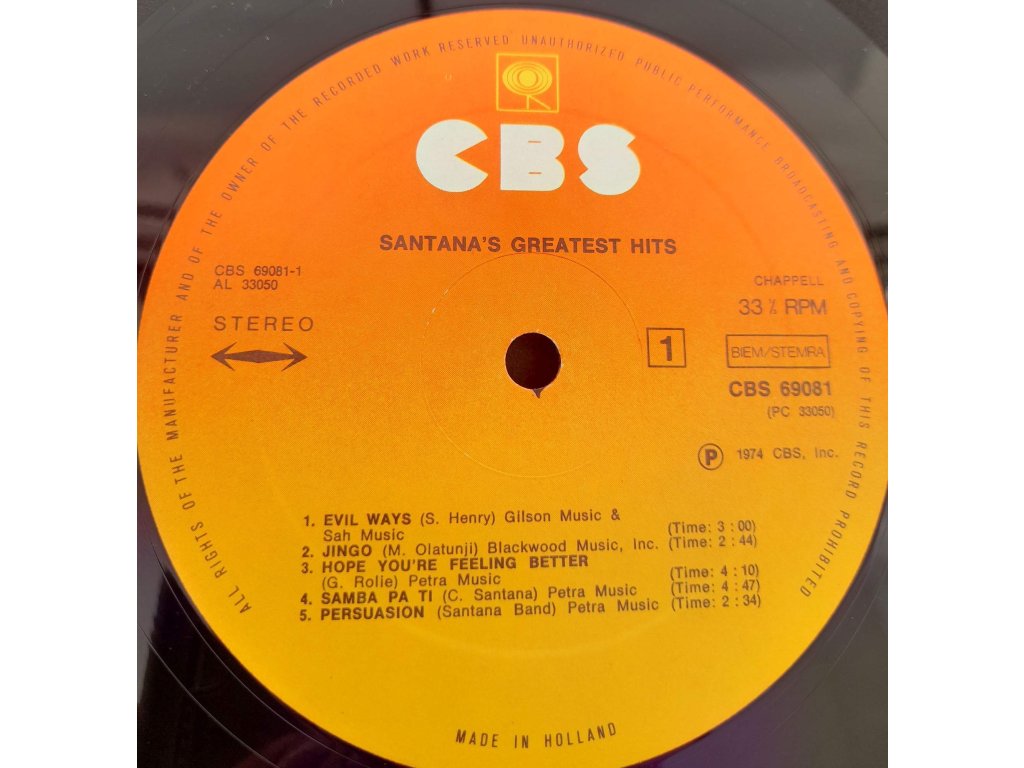 ALL RIGHTS OF THE MANUFACTURER AND OF THE OWNER OF THE RECORDED WORK RESERVED UNAUTHORIZED PUBLIC PERFORMANCE BROADCASTING AND COPYING OF THIS RECORD PROHIBITED
CBS
SANTANA'S GREATEST HITS
CBS 69081-1
AL 33050
STEREO
CHAPPELL
33⅓ RPM
1
BIEM/STEMRA
CBS 69081
(PC 33050)
P 1974 CBS, Inc.
1. EVIL WAYS (S. Henry) Gilson Music &
Sah Music (Time: 3 : 00)
2. JINGO (M. Olatunji) Blackwood Music, Inc. (Time: 2 : 44)
3. HOPE YOU'RE FEELING BETTER
(G. Rolie) Petra Music (Time: 4 : 10)
4. SAMBA PA TI (C. Santana) Petra Music (Time: 4 : 47)
5. PERSUASION (Santana Band) Petra Music (Time: 2 : 34)
MADE IN HOLLAND